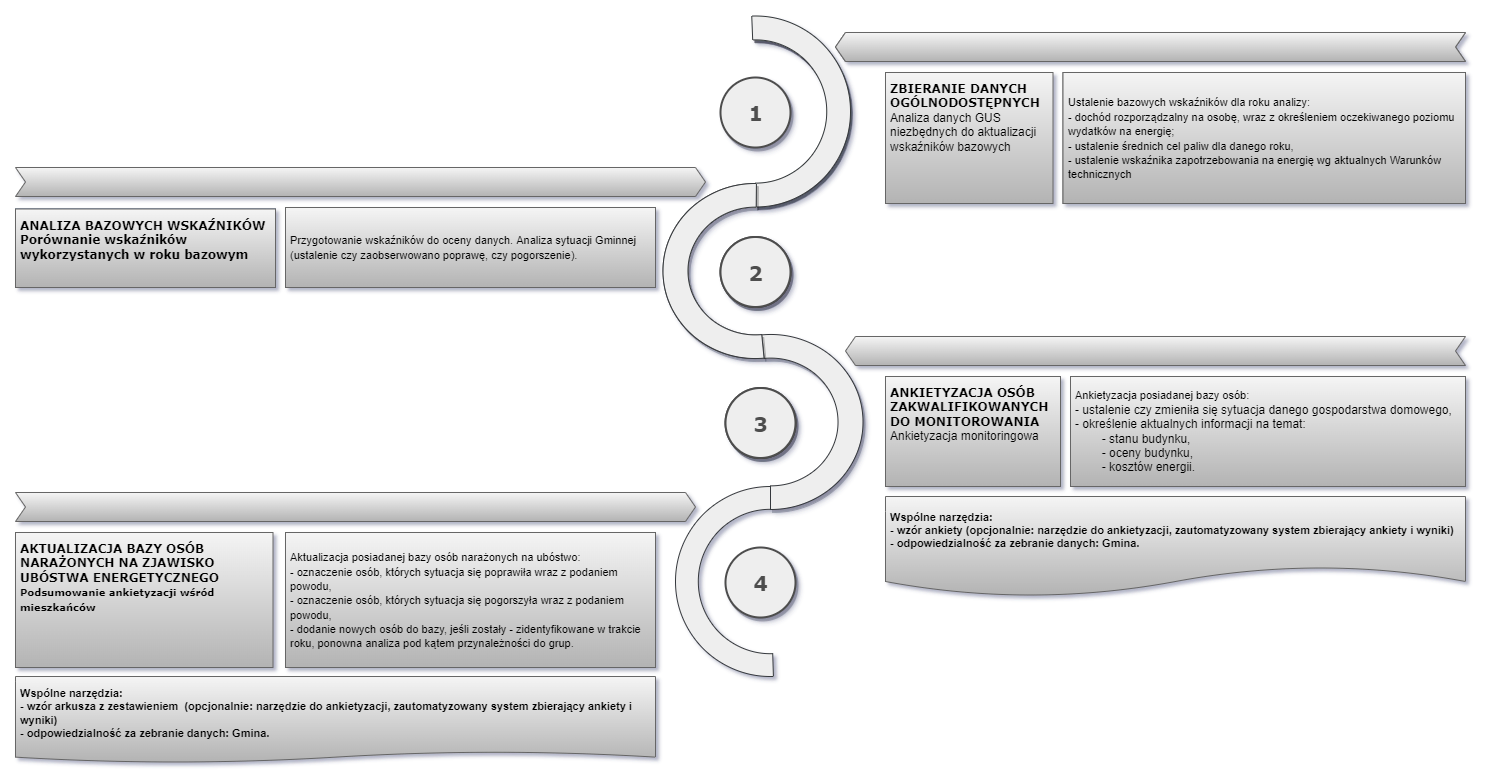 1
ZBIERANIE DANYCH
OGÓLNODOSTĘPNYCH
Analiza danych GUS
niezbędnych do aktualizacji
wskaźników bazowych
Ustalenie bazowych wskaźników dla roku analizy:
- dochód rozporządzalny na osobę, wraz z określeniem oczekiwanego poziomu
wydatków na energię;
- ustalenie średnich cel paliw dla danego roku,
- ustalenie wskaźnika zapotrzebowania na energię wg aktualnych Warunków
technicznych
2
ANALIZA BAZOWYCH WSKAŹNIKÓW
Porównanie wskaźników
wykorzystanych w roku bazowym
Przygotowanie wskaźników do oceny danych. Analiza sytuacji Gminnej
(ustalenie czy zaobserwowano poprawę, czy pogorszenie).
3
ANKIETYZACJA OSÓB
ZAKWALIFIKOWANYCH
DO MONITOROWANIA
Ankietyzacja monitoringowa
Ankietyzacja posiadanej bazy osób:
- ustalenie czy zmieniła się sytuacja danego gospodarstwa domowego,
- określenie aktualnych informacji na temat:
- stanu budynku,
- oceny budynku,
- kosztów energii.
Wspólne narzędzia:
- wzór ankiety (opcjonalnie: narzędzie do ankietyzacji, zautomatyzowany system zbierający ankiety i wyniki)
- odpowiedzialność za zebranie danych: Gmina.
4
AKTUALIZACJA BAZY OSÓB
NARAŻONYCH NA ZJAWISKO
UBÓSTWA ENERGETYCZNEGO
Podsumowanie ankietyzacji wśród
mieszkańców
Aktualizacja posiadanej bazy osób narażonych na ubóstwo:
- oznaczenie osób, których sytuacja się poprawiła wraz z podaniem
powodu,
- oznaczenie osób, których sytuacja się pogorszyła wraz z podaniem
powodu,
- dodanie nowych osób do bazy, jeśli zostały - zidentyfikowane w trakcie
roku, ponowna analiza pod kątem przynależności do grup.
Wspólne narzędzia:
- wzór arkusza z zestawieniem (opcjonalnie: narzędzie do ankietyzacji, zautomatyzowany system zbierający ankiety i
wyniki)
- odpowiedzialność za zebranie danych: Gmina.